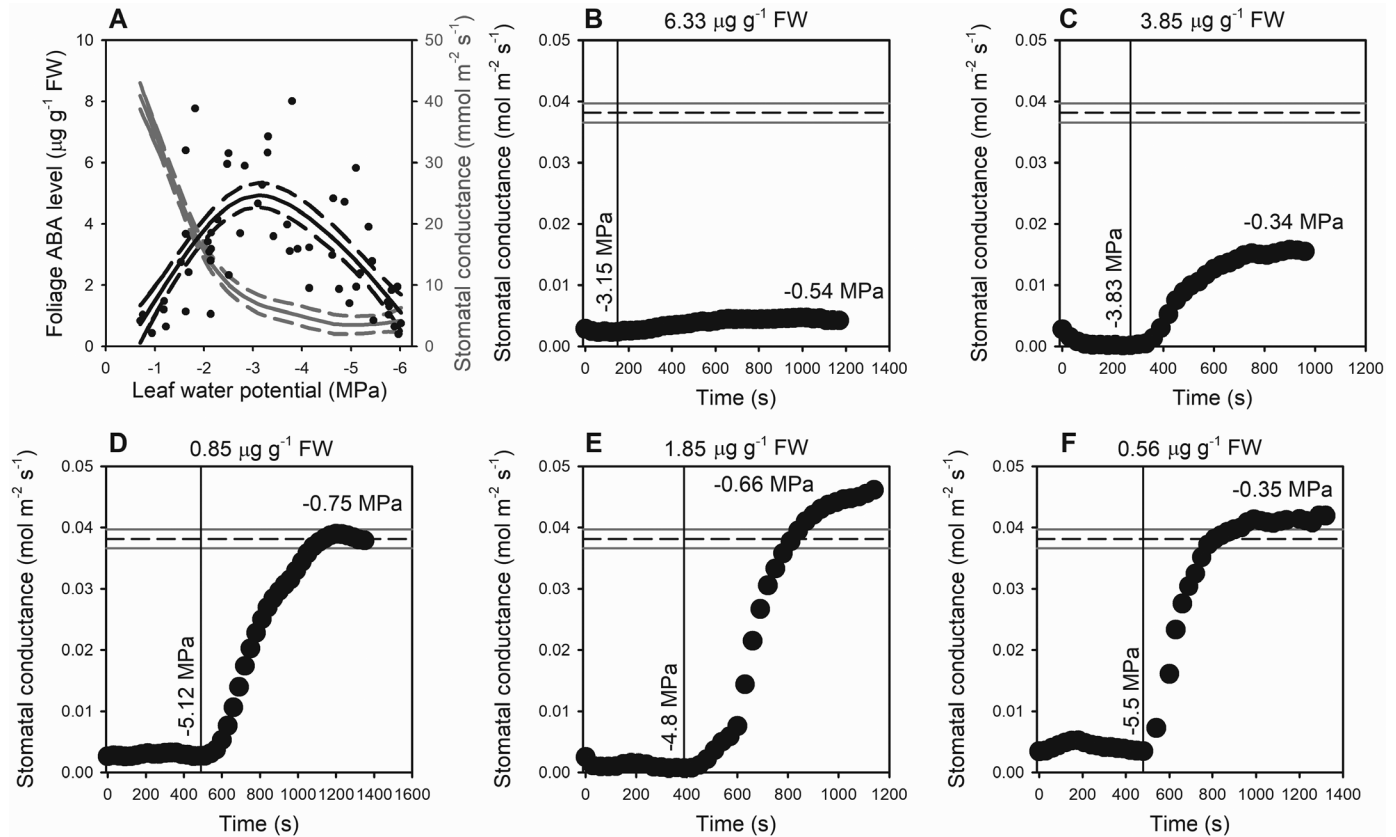 A
Foliage ABA level (µg g-1 FW)
10
8
6
4
2
0
0 -1 -2 -3 -4 -5 -6
Leaf water potential (MPa)
50
40
30
20
10
0
Stomatal conductance (mmol m-2 s-1)
B
6.33 µg g-1 FW
Stomatal conductance (mol m-2 s-1)
0.05
0.04
0.03
0.02
0.01
0.00
-3.15 MPa
-0.54 MPa
0 200 400 600 800 1000 1200 1400
Time (s)
C
3.85 µg g-1 FW
Stomatal conductance (mol m-2 s-1)
0.05
0.04
0.03
0.02
0.01
0.00
-3.83 MPa
-0.34 MPa
0 200 400 600 800 1000 1200
Time (s)
D
0.85 µg g-1 FW
Stomatal conductance (mol m-2 s-1)
0.05
0.04
0.03
0.02
0.01
0.00
-5.12 MPa
-0.75 MPa
0 200 400 600 800 1000 1200 1400 1600
Time (s)
E
1.85 µg g-1 FW
Stomatal conductance (mol m-2 s-1)
0.05
0.04
0.03
0.02
0.01
0.00
-4.8 MPa
-0.66 MPa
0 200 400 600 800 1000 1200
Time (s)
F
0.56 µg g-1 FW
Stomatal conductance (mol m-2 s-1)
0.05
0.04
0.03
0.02
0.01
0.00
-5.5 MPa
-0.35 MPa
0 200 400 600 800 1000 1200 1400
Time (s)